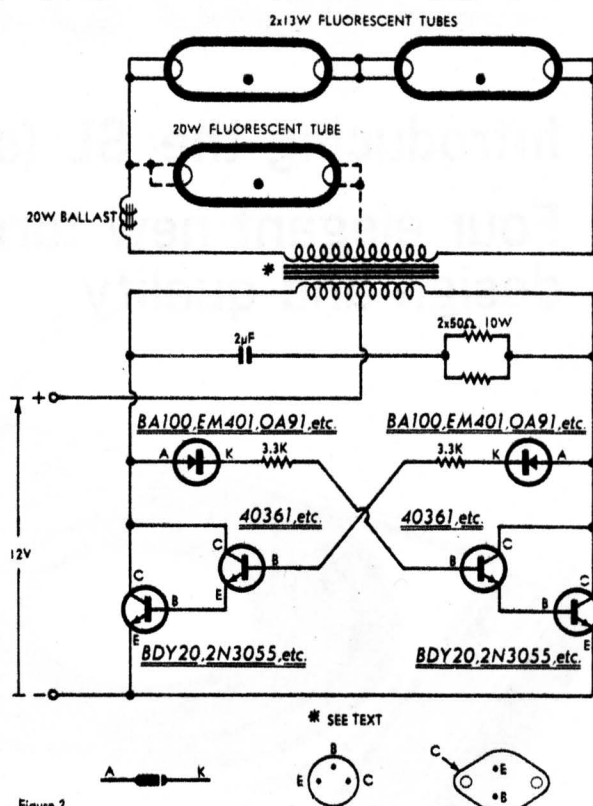 2x13W FLUORESCENT TUBES
20W FLUORESCENT TUBE
20W BALLAST
*
2µF
2x50Ω 10W
+
BA100,EM401,OA91,etc.
BA100,EM401,OA91,etc.
A K 3.3K
3.3K K A
40361,etc.
40361,etc.
12V
C B E
C B E
C B E
C B E
BDY20,2N3055,etc.
BDY20,2N3055,etc.
−
* SEE TEXT
A K
B
E C
C
E
B
Figure 2